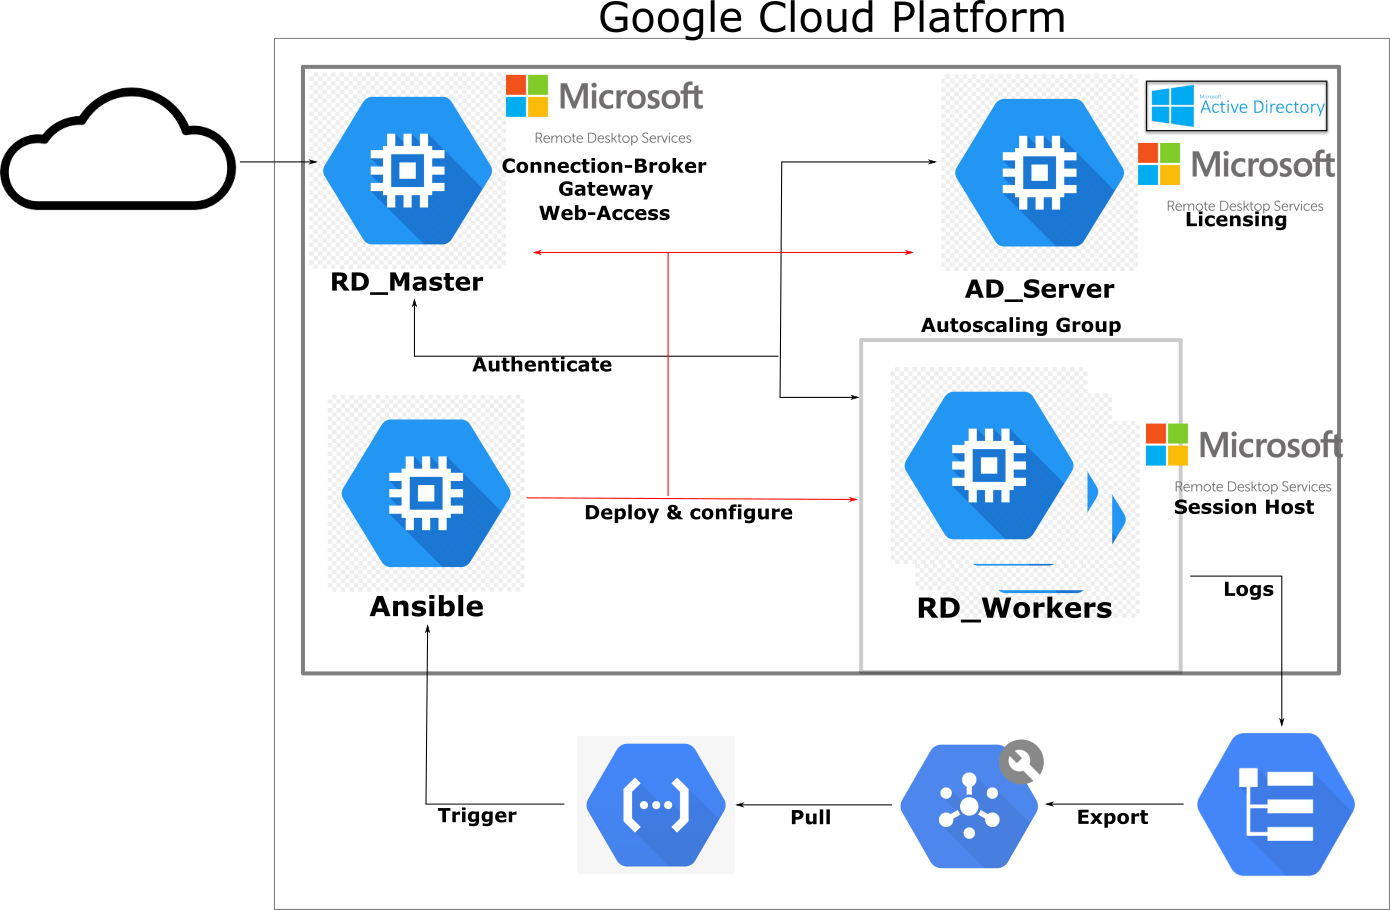 Google Cloud Platform
Microsoft
Remote Desktop Services
Connection-Broker
Gateway
Web-Access
RD_Master
Microsoft
Active Directory
Microsoft
Remote Desktop Services
Licensing
AD_Server
Autoscaling Group
Authenticate
Microsoft
Remote Desktop Services
Session Host
Deploy & configure
Ansible
RD_Workers
Logs
Trigger
Pull
Export